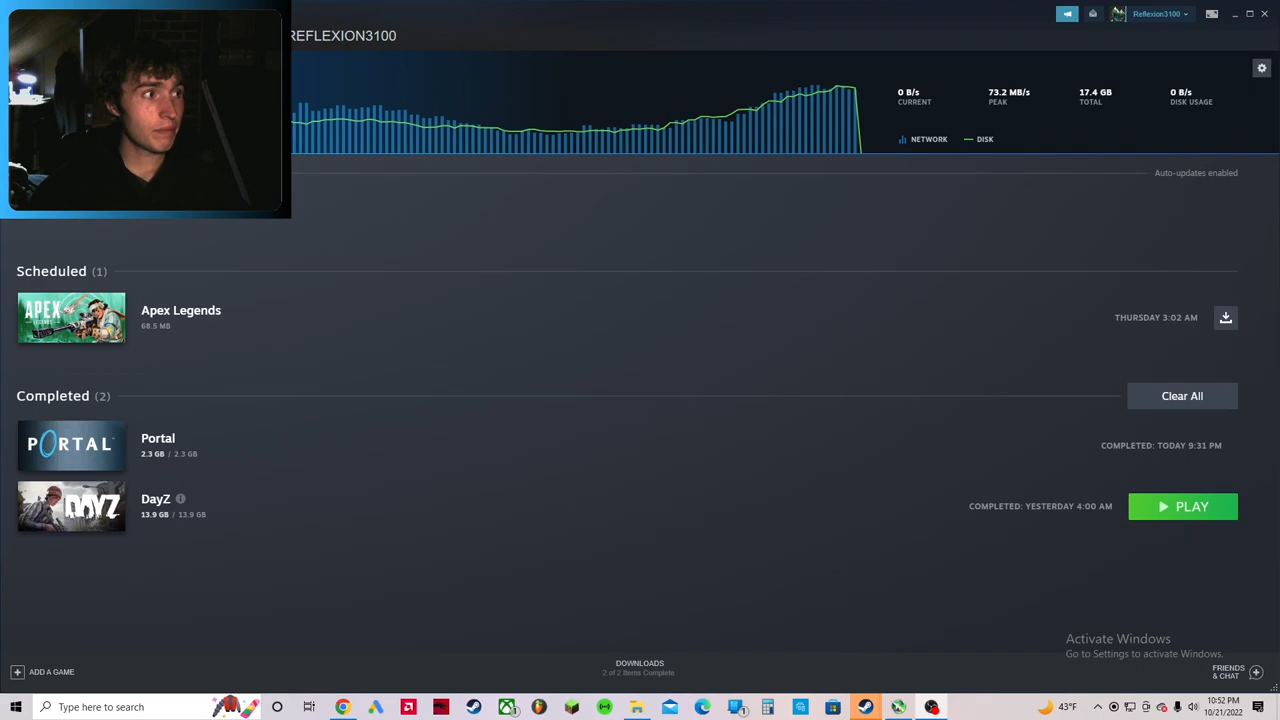 Reflexion3100
REFLEXION3100
0 B/s
CURRENT
73.2 MB/s
PEAK
17.4 GB
TOTAL
0 B/s
DISK USAGE
NETWORK
DISK
Auto-updates enabled
Scheduled (1)
APEX
LEGENDS
Apex Legends
68.5 MB
THURSDAY 3:02 AM
Completed (2)
Clear All
PORTAL
Portal
2.3 GB / 2.3 GB
COMPLETED: TODAY 9:31 PM
DAYZ
DayZ
13.9 GB / 13.9 GB
COMPLETED: YESTERDAY 4:00 AM
PLAY
Activate Windows
Go to Settings to activate Windows.
ADD A GAME
DOWNLOADS
2 of 2 Items Complete
FRIENDS
& CHAT
Type here to search
43°F
10:52 PM
10/21/2022